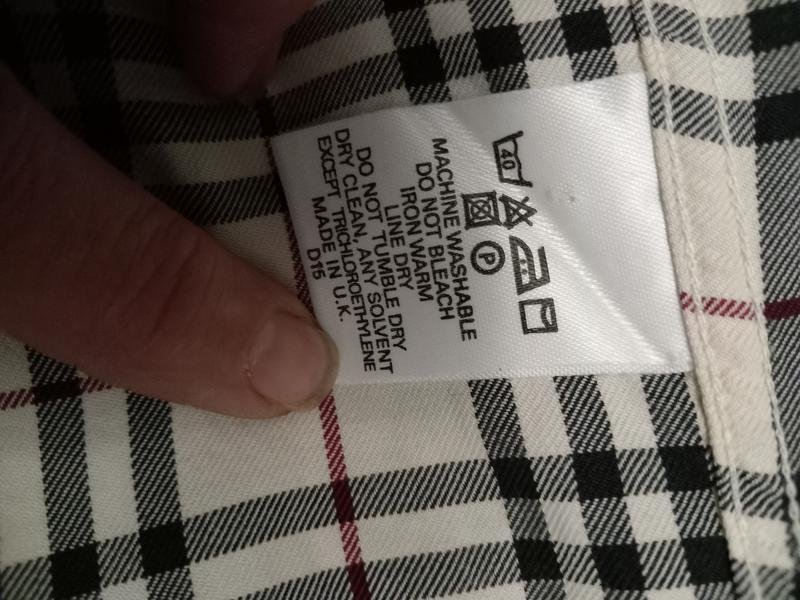 40
P
MACHINE WASHABLE
DO NOT BLEACH
IRON WARM
LINE DRY
DO NOT TUMBLE DRY
DRY CLEAN, ANY SOLVENT
EXCEPT TRICHLOROETHYLENE
MADE IN U.K.
D15